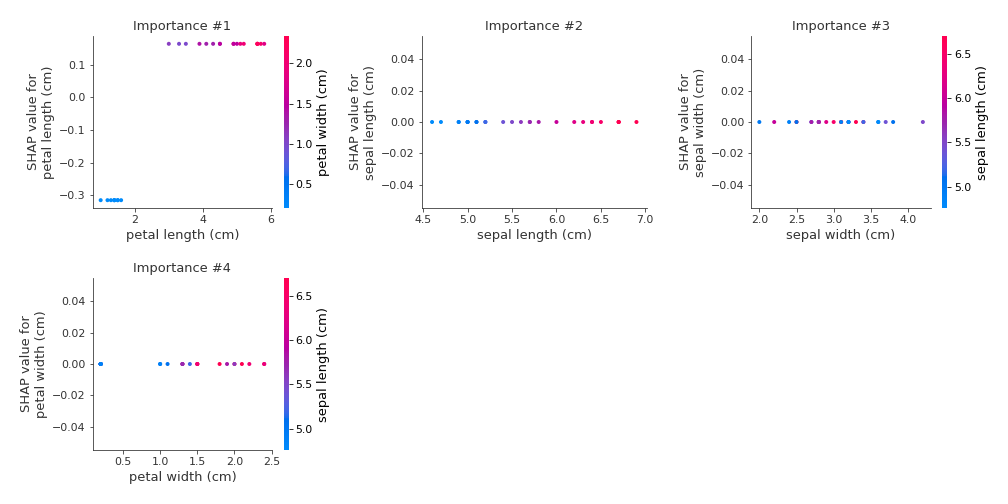 Importance #1
SHAP value for
petal length (cm)
0.1
0.0
−0.1
−0.2
−0.3
2
4
6
petal length (cm)
2.0
1.5
1.0
0.5
petal width (cm)
Importance #2
SHAP value for
sepal length (cm)
0.04
0.02
0.00
−0.02
−0.04
4.5
5.0
5.5
6.0
6.5
7.0
sepal length (cm)
Importance #3
SHAP value for
sepal width (cm)
0.04
0.02
0.00
−0.02
−0.04
2.0
2.5
3.0
3.5
4.0
sepal width (cm)
6.5
6.0
5.5
5.0
sepal length (cm)
Importance #4
SHAP value for
petal width (cm)
0.04
0.02
0.00
−0.02
−0.04
0.5
1.0
1.5
2.0
2.5
petal width (cm)
6.5
6.0
5.5
5.0
sepal length (cm)